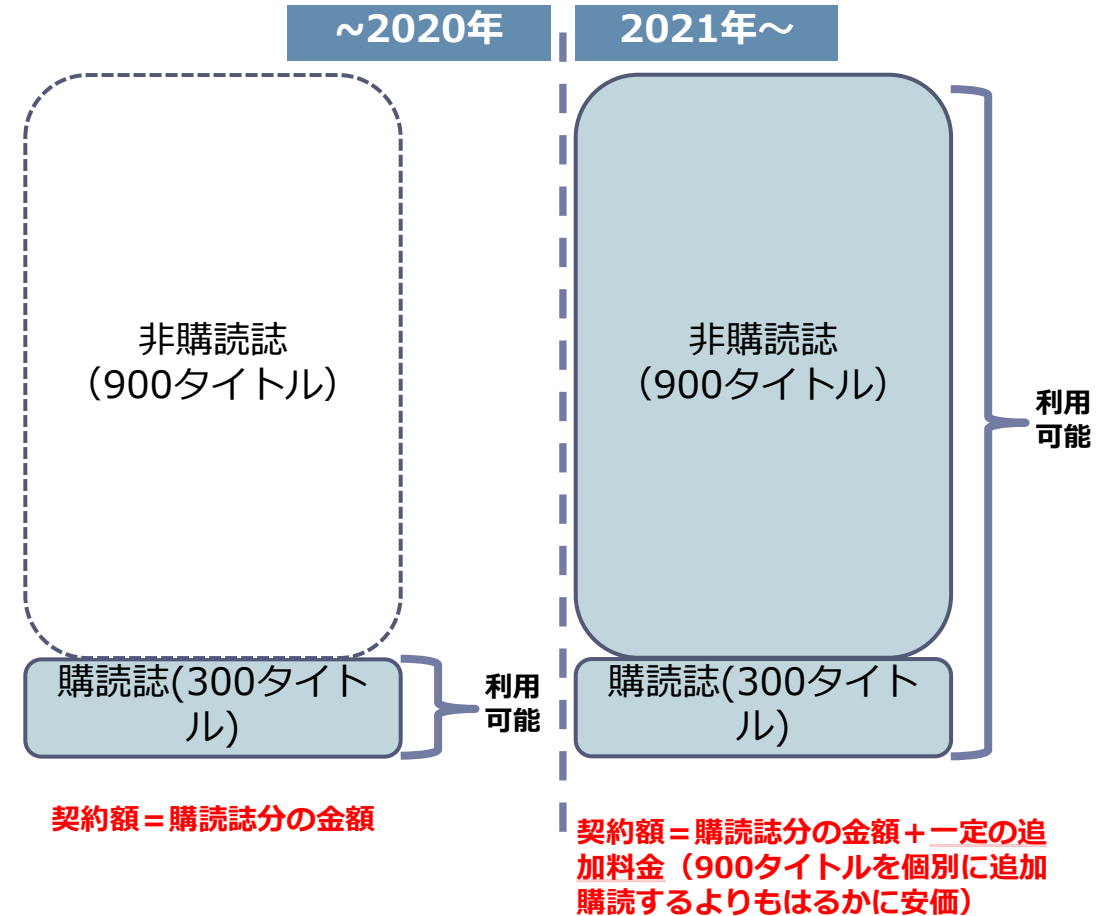 ~2020年
2021年～
非購読誌
（900タイトル）
購読誌(300タイト
ル)
利用
可能
契約額＝購読誌分の金額
非購読誌
（900タイトル）
購読誌(300タイト
ル)
利用
可能
契約額＝購読誌分の金額＋一定の追
加料金（900タイトルを個別に追加
購読するよりもはるかに安価）